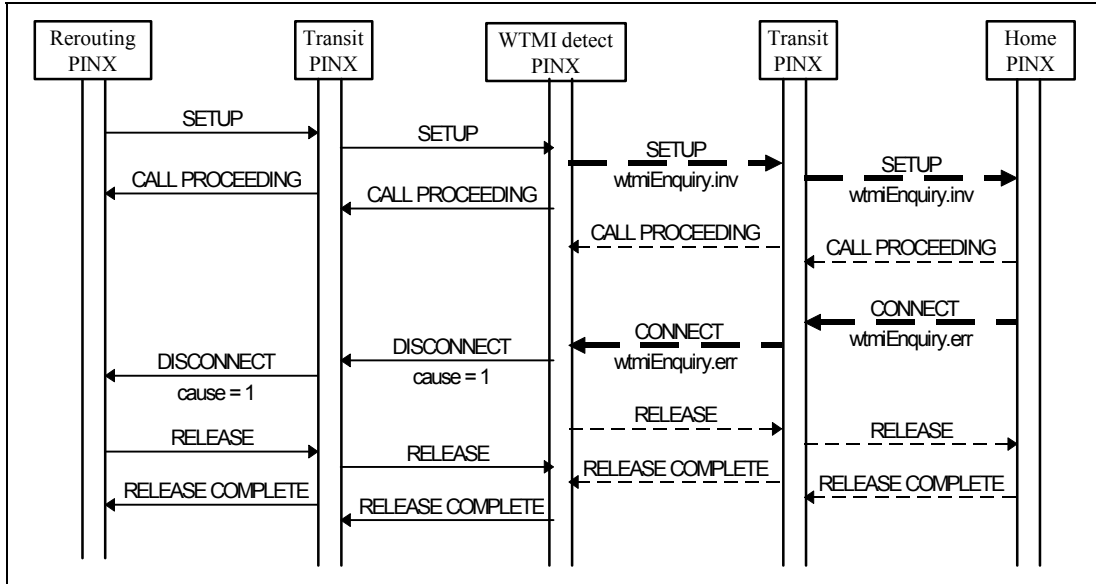 Rerouting
PINX
Transit
PINX
WTMI detect
PINX
Transit
PINX
Home
PINX
SETUP
SETUP
SETUP
wtmiEnquiry.inv
SETUP
wtmiEnquiry.inv
CALL PROCEEDING
CALL PROCEEDING
CALL PROCEEDING
CALL PROCEEDING
CONNECT
wtmiEnquiry.err
CONNECT
wtmiEnquiry.err
DISCONNECT
cause = 1
DISCONNECT
cause = 1
RELEASE
RELEASE
RELEASE
RELEASE
RELEASE COMPLETE
RELEASE COMPLETE
RELEASE COMPLETE
RELEASE COMPLETE